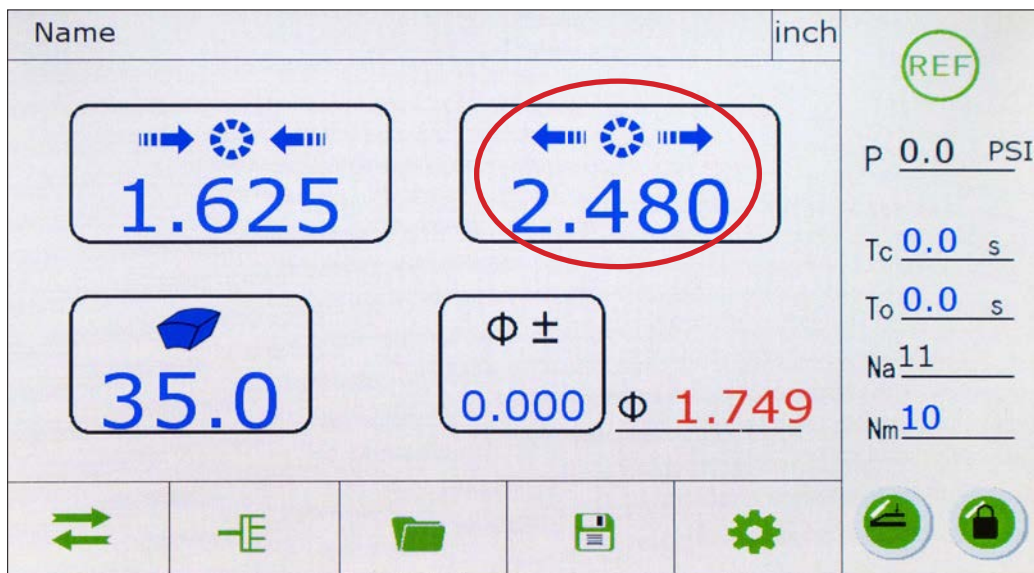 Name inch
REF
1.625 2.480
P 0.0 PSI
Tc 0.0 s
To 0.0 s
35.0
Φ ±
0.000 Φ 1.749
Na 11
Nm 10